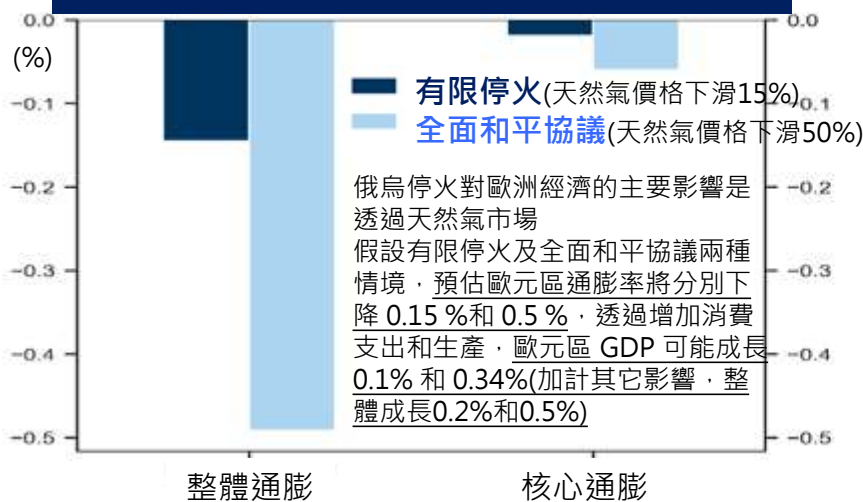 0.0
0.0
(%)
有限停火(天然氣價格下滑15%)
-0.1
0.1
全面和平協議(天然氣價格下滑50%)
-0.2
-0.2
俄烏停火對歐洲經濟的主要影響是
透過天然氣市場
假設有限停火及全面和平協議兩種
-0.3
-0.3
情境，預估歐元區通膨率將分別下
降 0.15 %和 0.5 %，透過增加消費
支出和生產，歐元區 GDP 可能成長
-0.4
-0.4
0.1% 和 0.34%(加計其它影響，整
體成長0.2%和0.5%)
-0.5
-0.5
整體通膨
核心通膨